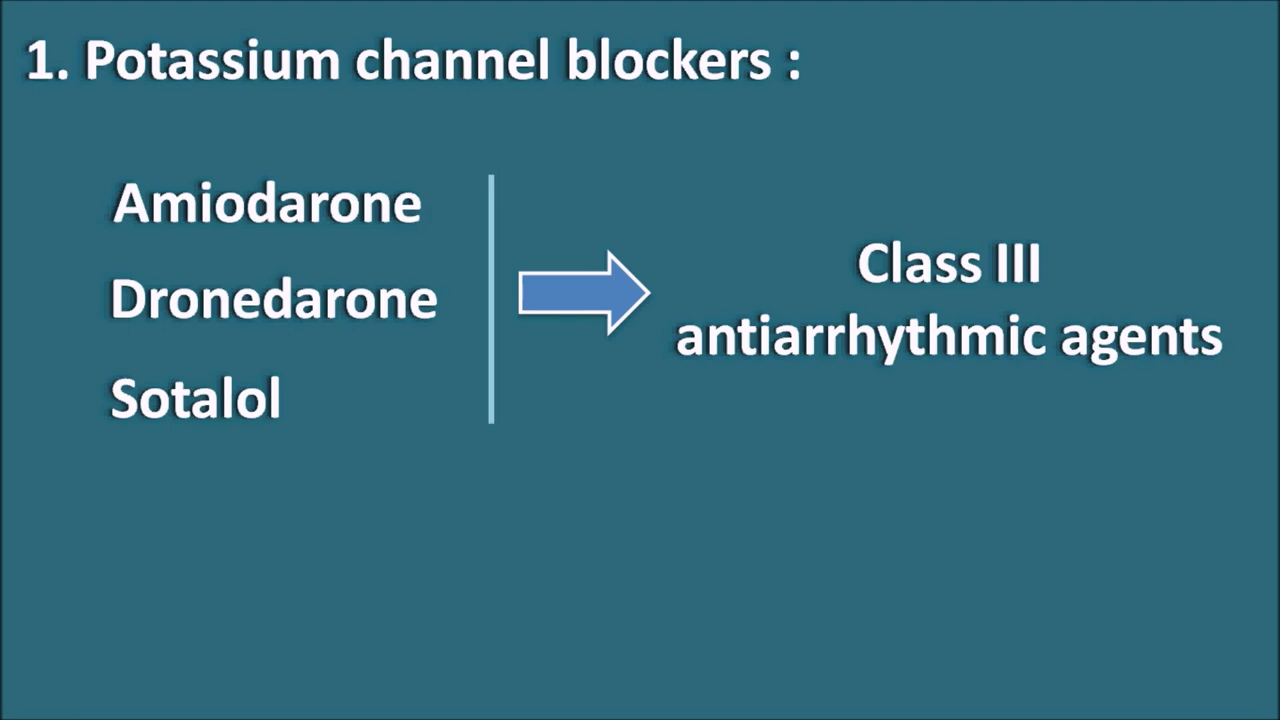 1. Potassium channel blockers :
Amiodarone
Dronedarone
Sotalol
Class III
antiarrhythmic agents